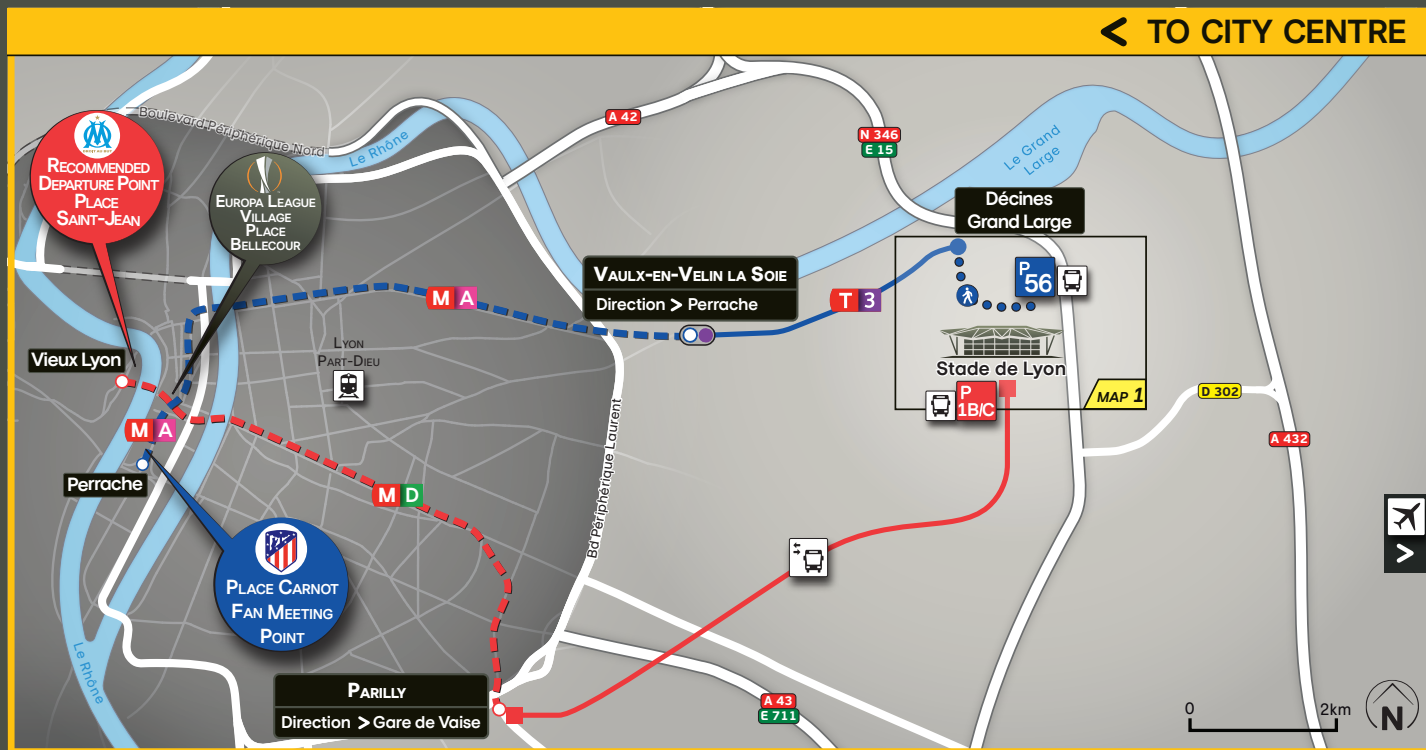 < TO CITY CENTRE
Boulevard Périphérique Nord
Le Rhône
A 42
N 346
E 15
Le Grand
Large
RECOMMENDED
DEPARTURE POINT
PLACE
SAINT-JEAN
EUROPA LEAGUE
VILLAGE
PLACE
BELLECOUR
Décines
Grand Large
VAULX-EN-VELIN LA SOIE
Direction > Perrache
P
56
M A
T 3
LYON
PART-DIEU
Vieux Lyon
Stade de Lyon
P
1B/C
MAP 1
D 302
A 432
M A
Perrache
M D
Bd Périphérique Laurent
PLACE CARNOT
FAN MEETING
POINT
>
Le Rhône
PARILLY
Direction > Gare de Vaise
A 43
E 711
0
2km
N